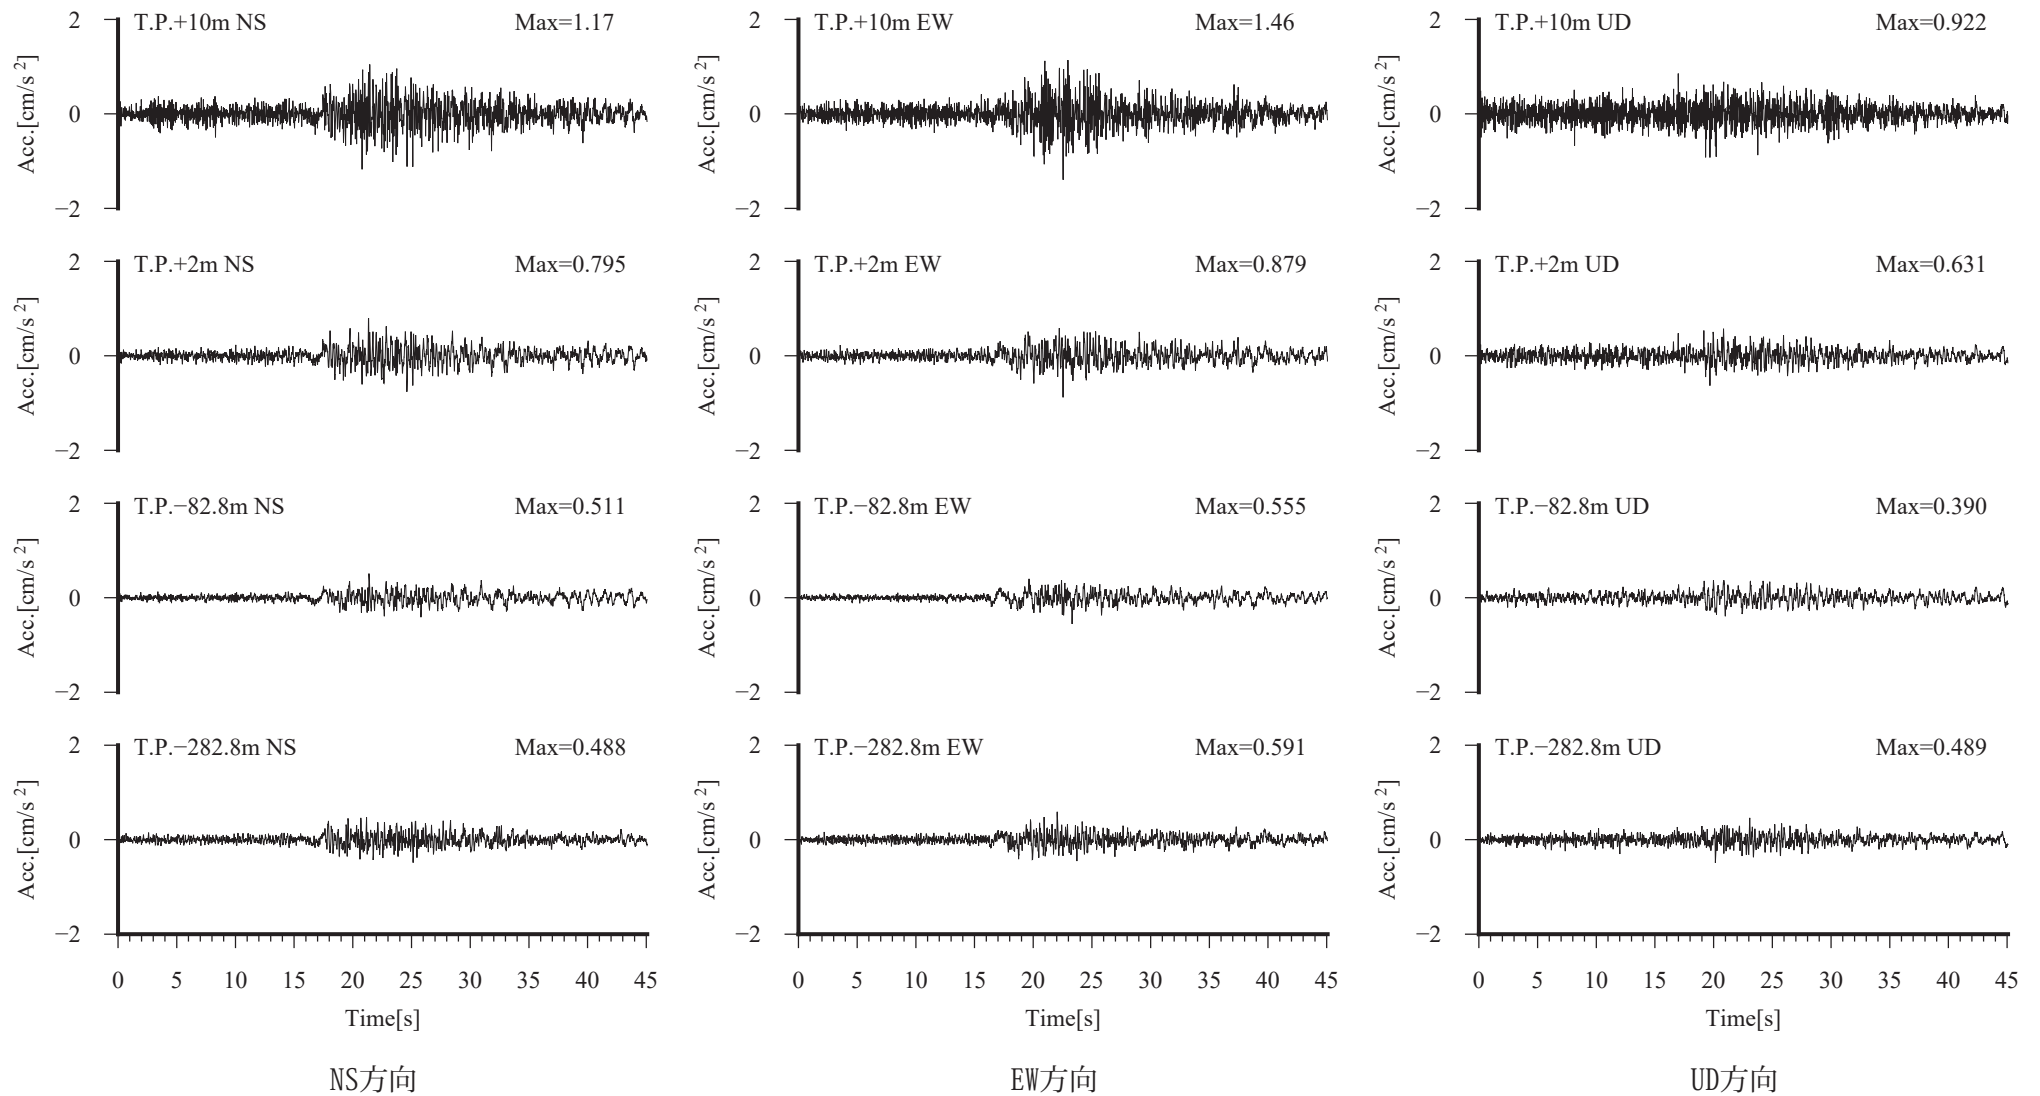 T.P.+10m NS Max=1.17
2
0
−2
Acc.[cm/s²]
T.P.+10m EW Max=1.46
2
0
−2
Acc.[cm/s²]
T.P.+10m UD Max=0.922
2
0
−2
Acc.[cm/s²]
T.P.+2m NS Max=0.795
2
0
−2
Acc.[cm/s²]
T.P.+2m EW Max=0.879
2
0
−2
Acc.[cm/s²]
T.P.+2m UD Max=0.631
2
0
−2
Acc.[cm/s²]
T.P.−82.8m NS Max=0.511
2
0
−2
Acc.[cm/s²]
T.P.−82.8m EW Max=0.555
2
0
−2
Acc.[cm/s²]
T.P.−82.8m UD Max=0.390
2
0
−2
Acc.[cm/s²]
T.P.−282.8m NS Max=0.488
2
0
−2
Acc.[cm/s²]
T.P.−282.8m EW Max=0.591
2
0
−2
Acc.[cm/s²]
T.P.−282.8m UD Max=0.489
2
0
−2
Acc.[cm/s²]
0 5 10 15 20 25 30 35 40 45
0 5 10 15 20 25 30 35 40 45
0 5 10 15 20 25 30 35 40 45
Time[s]
Time[s]
Time[s]
NS方向
EW方向
UD方向